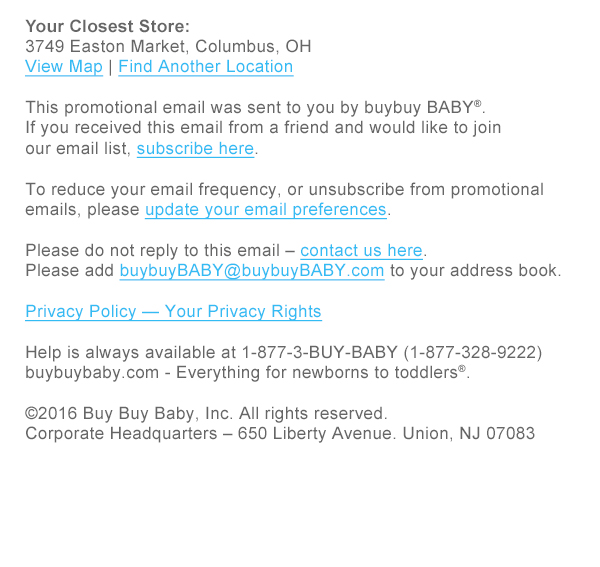 Your Closest Store:
3749 Easton Market, Columbus, OH
View Map | Find Another Location
This promotional email was sent to you by buybuy BABY®.
If you received this email from a friend and would like to join
our email list, subscribe here.
To reduce your email frequency, or unsubscribe from promotional
emails, please update your email preferences.
Please do not reply to this email – contact us here.
Please add buybuyBABY@buybuyBABY.com to your address book.
Privacy Policy — Your Privacy Rights
Help is always available at 1-877-3-BUY-BABY (1-877-328-9222)
buybuybaby.com - Everything for newborns to toddlers®.
©2016 Buy Buy Baby, Inc. All rights reserved.
Corporate Headquarters – 650 Liberty Avenue. Union, NJ 07083